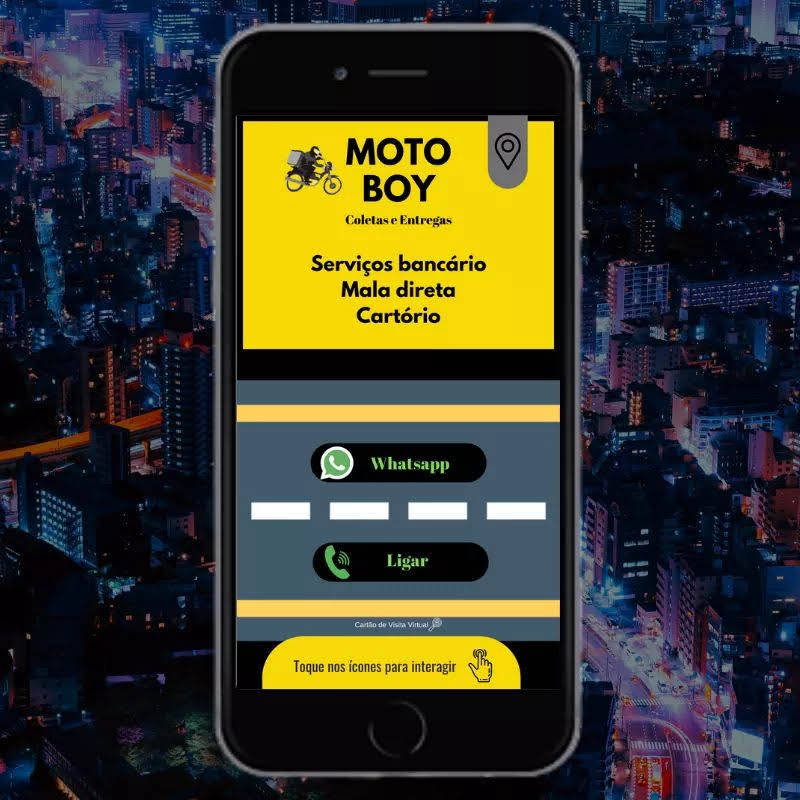 MOTO
BOY
Coletas e Entregas
Serviços bancário
Mala direta
Cartório
Whatsapp
Ligar
Cartão de Visita Virtual
Toque nos ícones para interagir